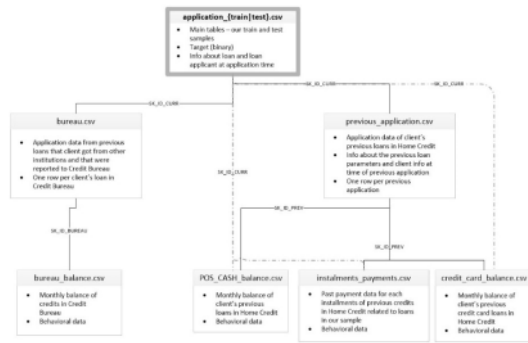 application_{train|test}.csv
• Main tables – our train and test
samples
• Target (binary)
• Info about loan and loan
applicant at application time
SK_ID_CURR
SK_ID_CURR
SK_ID_CURR
bureau.csv
• Application data from previous
loans that client got from other
institutions and that were
reported to Credit Bureau
• One row per client's loan in
Credit Bureau
previous_application.csv
• Application data of client's
previous loans in Home Credit
• Info about the previous loan
parameters and client info at
time of previous application
• One row per previous
application
SK_ID_CURR
SK_ID_PREV
SK_ID_BUREAU
SK_ID_PREV
bureau_balance.csv
• Monthly balance of
credits in Credit
Bureau
• Behavioral data
POS_CASH_balance.csv
• Monthly balance of
client's previous
loans in Home Credit
• Behavioral data
instalments_payments.csv
• Past payment data for each
installments of previous credits
in Home Credit related to loans
in our sample
• Behavioral data
credit_card_balance.csv
• Monthly balance of
client's previous
credit card loans in
Home Credit
• Behavioral data